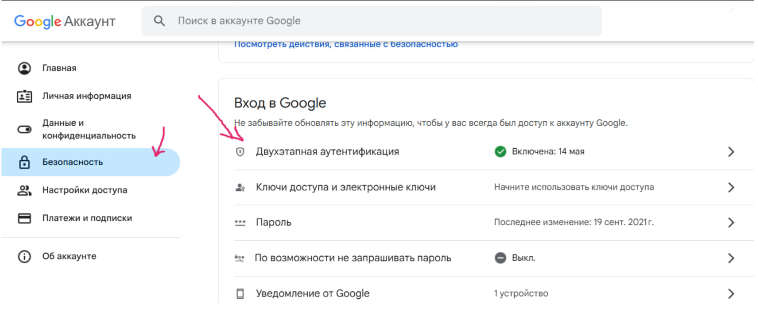 Google Аккаунт
Поиск в аккаунте Google
Посмотреть действия, связанные с безопасностью
Главная
Личная информация
Данные и
конфиденциальность
Безопасность
Настройки доступа
Платежи и подписки
Об аккаунте
Вход в Google
Не забывайте обновлять эту информацию, чтобы у вас всегда был доступ к аккаунту Google.
Двухэтапная аутентификация Включена: 14 мая
Ключи доступа и электронные ключи Начните использовать ключи доступа
Пароль Последнее изменение: 19 сент. 2021 г.
По возможности не запрашивать пароль Выкл.
Уведомление от Google 1 устройство